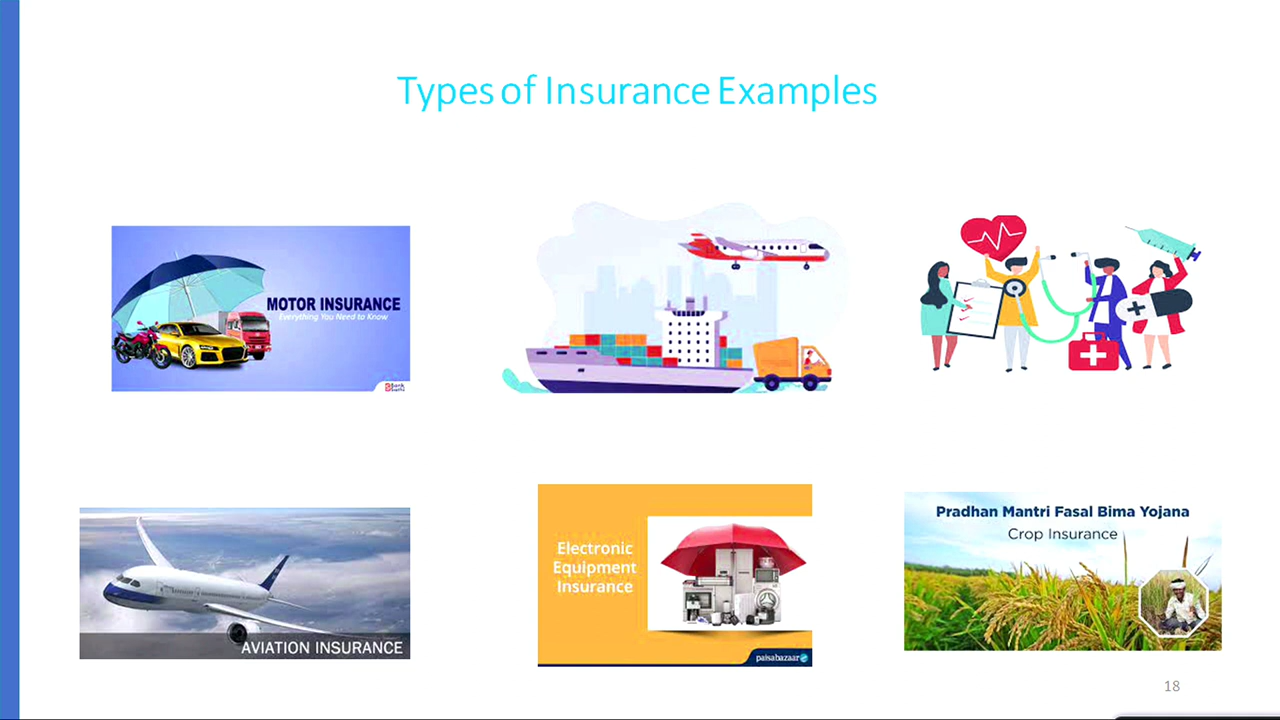 Types of Insurance Examples
MOTOR INSURANCE
Everything You Need to Know
AVIATION INSURANCE
Electronic
Equipment
Insurance
paisabazaar
Pradhan Mantri Fasal Bima Yojana
Crop Insurance
18